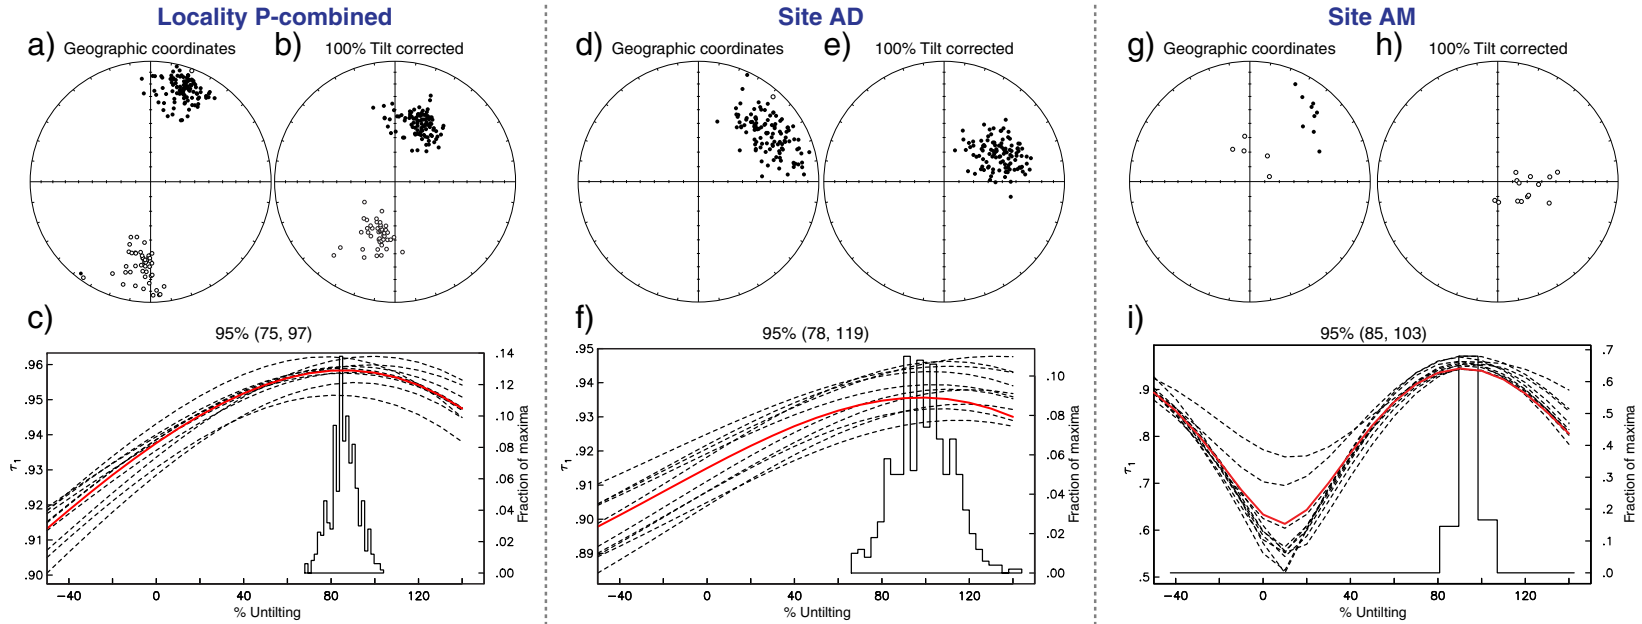 Locality P-combined
Site AD
Site AM
a) Geographic coordinates
b) 100% Tilt corrected
d) Geographic coordinates
e) 100% Tilt corrected
g) Geographic coordinates
h) 100% Tilt corrected
c) 95% (75, 97)
.96
.95
.94
.93
.92
.91
.90
τ1
.14
.12
.10
.08
.06
.04
.02
.00
Fraction of maxima
−40 0 40 80 120
% Untilting
f) 95% (78, 119)
.95
.94
.93
.92
.91
.90
.89
τ1
.10
.08
.06
.04
.02
.00
Fraction of maxima
−40 0 40 80 120
% Untilting
i) 95% (85, 103)
.9
.8
.7
.6
.5
τ1
.7
.6
.5
.4
.3
.2
.1
.0
Fraction of maxima
−40 0 40 80 120
% Untilting